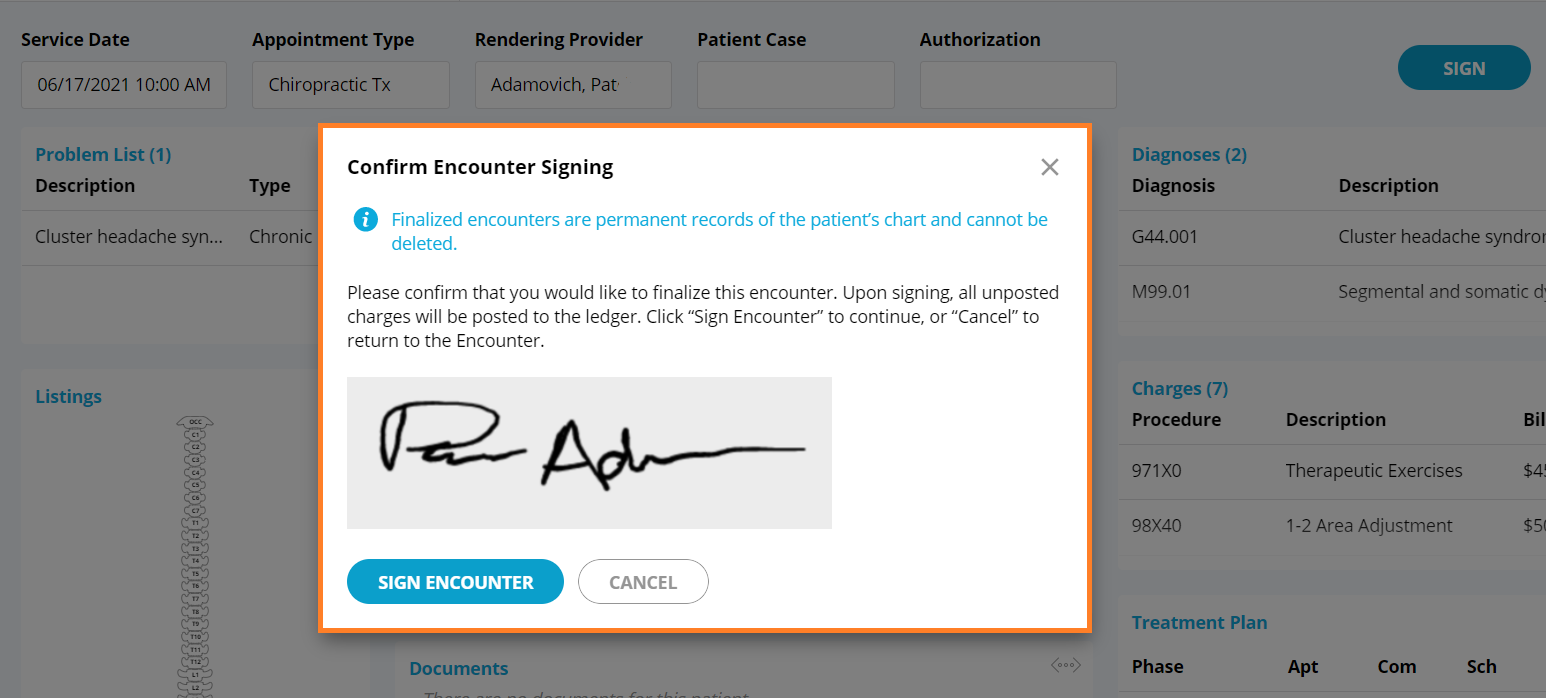 Service Date Appointment Type Rendering Provider Patient Case Authorization
06/17/2021 10:00 AM Chiropractic Tx Adamovich, Pat
SIGN
Problem List (1)
Description Type
Cluster headache syn... Chronic
Listings
OCC
C1
C2
C3
C4
C5
C6
C7
T1
T2
T3
T4
T5
T6
T7
T8
T9
T10
T11
T12
L1
L2
Confirm Encounter Signing
Finalized encounters are permanent records of the patient’s chart and cannot be
deleted.
Please confirm that you would like to finalize this encounter. Upon signing, all unposted
charges will be posted to the ledger. Click “Sign Encounter” to continue, or “Cancel” to
return to the Encounter.
SIGN ENCOUNTER CANCEL
Documents
There are no documents for this patient
Diagnoses (2)
Diagnosis Description
G44.001 Cluster headache syndro
M99.01 Segmental and somatic dy
Charges (7)
Procedure Description Bil
971X0 Therapeutic Exercises $45
98X40 1-2 Area Adjustment $50
Treatment Plan
Phase Apt Com Sch